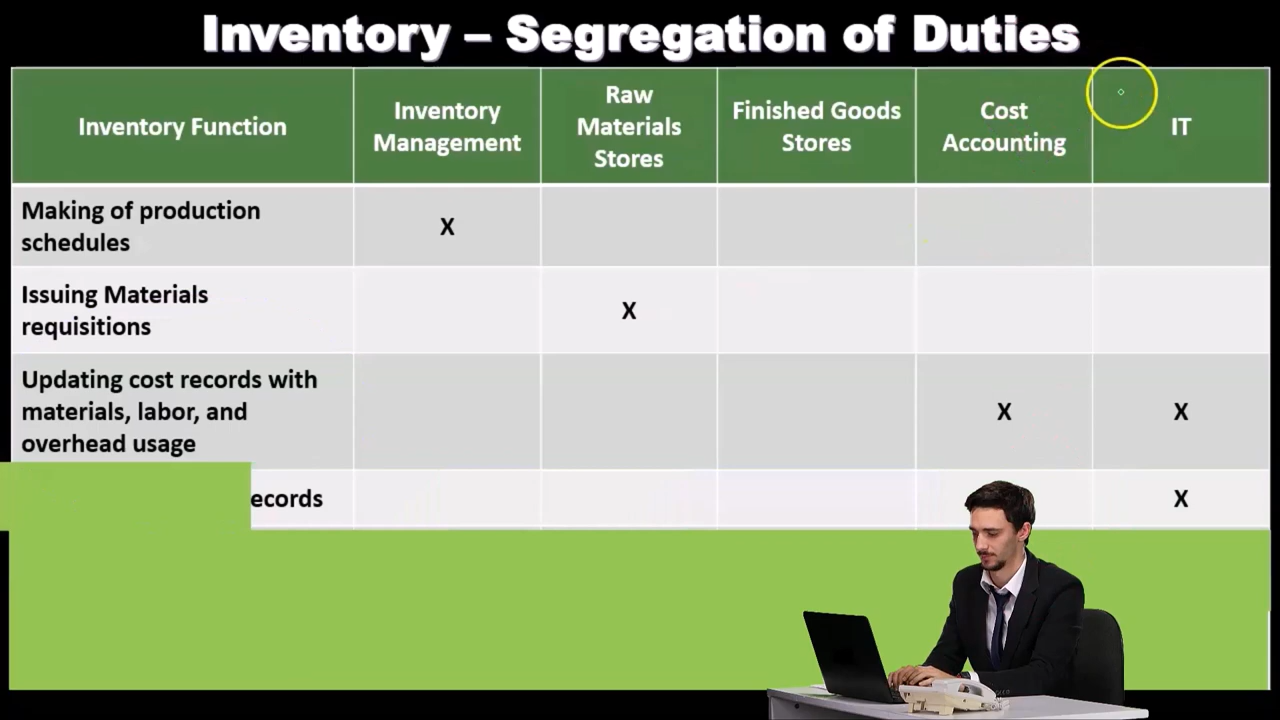 Inventory – Segregation of Duties
Inventory Function
Inventory
Management
Raw
Materials
Stores
Finished Goods
Stores
Cost
Accounting
IT
Making of production
schedules
X
Issuing Materials
requisitions
X
Updating cost records with
materials, labor, and
overhead usage
X
X
ecords
X